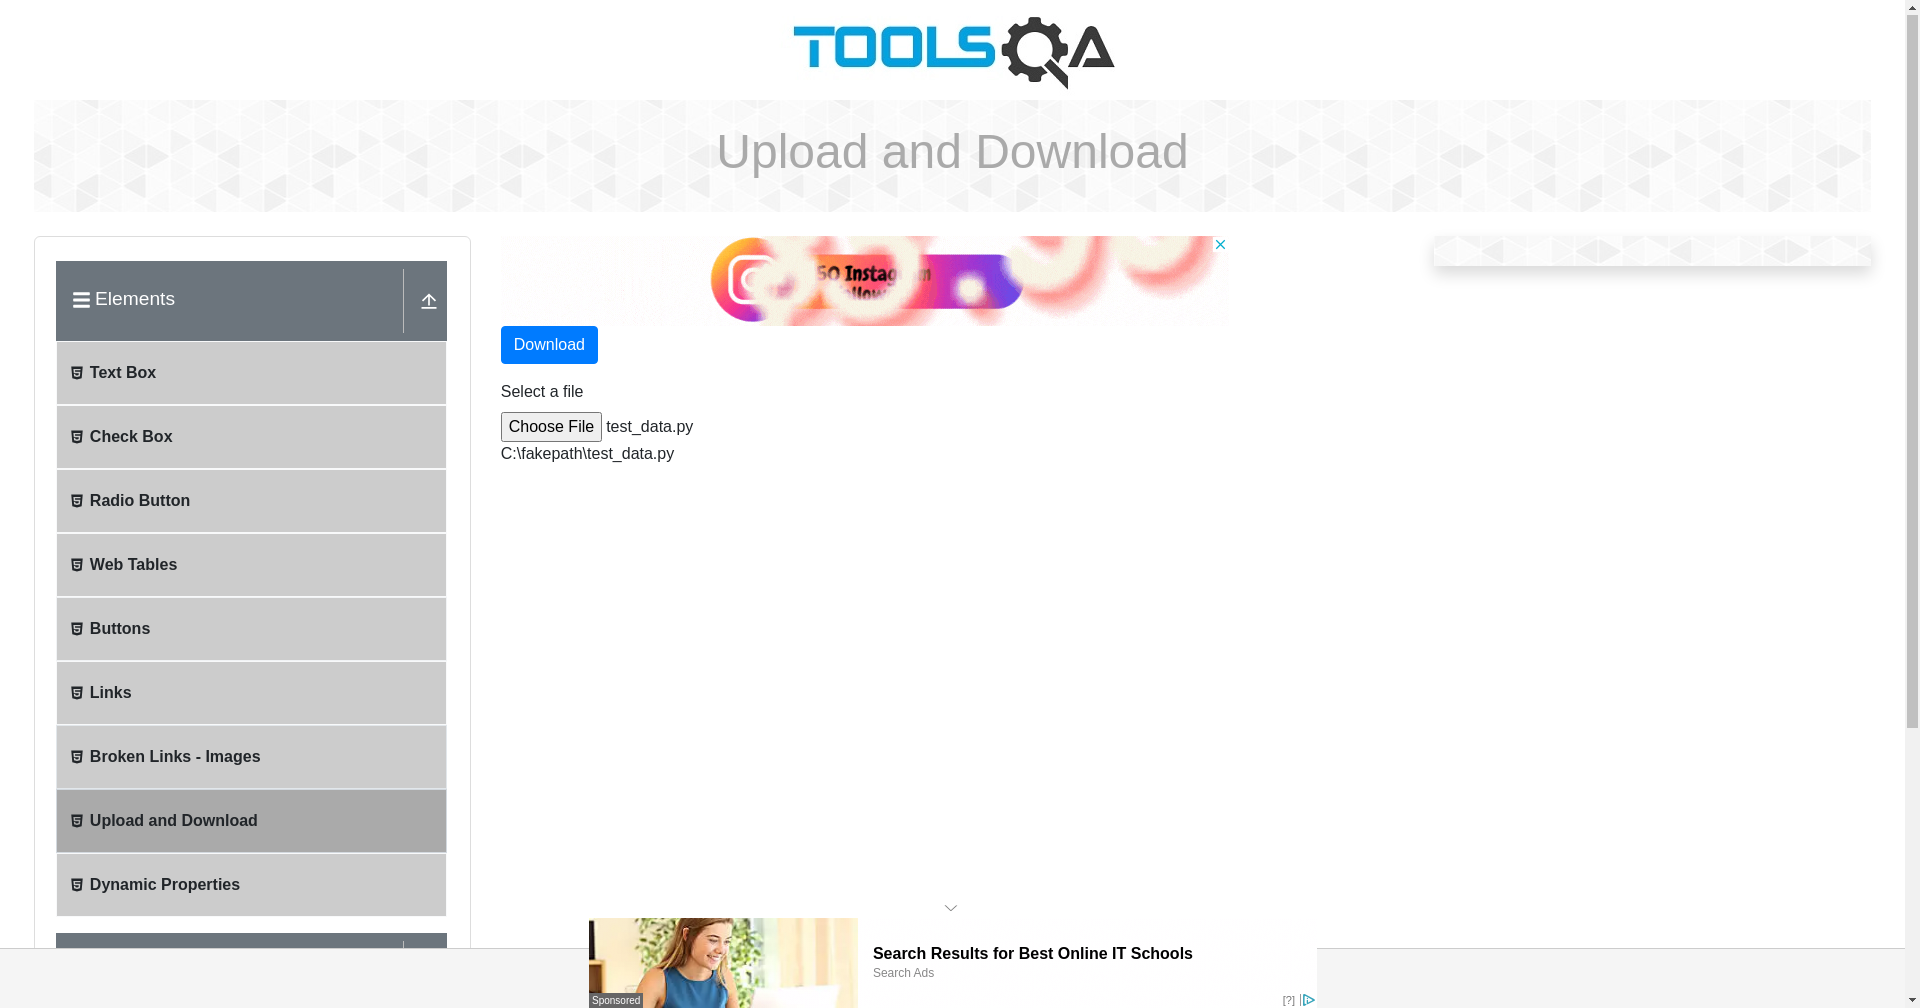 TOOLSQA
Upload and Download
Elements
Text Box
Check Box
Radio Button
Web Tables
Buttons
Links
Broken Links - Images
Upload and Download
Dynamic Properties
50 Instagram
Download
Select a file
Choose File test_data.py
C:\fakepath\test_data.py
Search Results for Best Online IT Schools
Search Ads
Sponsored
[?]